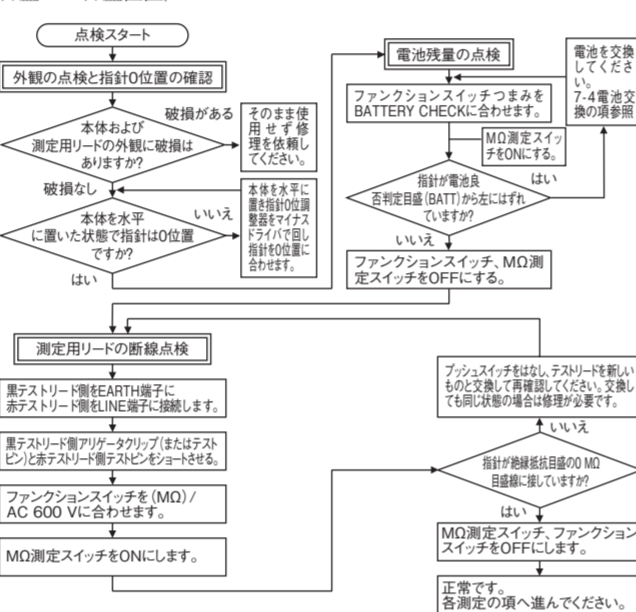 点検スタート
外観の点検と指針0位置の確認
本体および
測定用リードの外観に破損は
ありますか?
破損がある
そのまま使
用せず修
理を依頼し
てください。
破損なし
本体を水平
に置いた状態で指針は0位置
ですか?
いいえ
本体を水平に
置き指針0位調
整器をマイナス
ドライバで回し
指針を0位置に
合わせます。
はい
電池残量の点検
ファンクションスイッチつまみを
BATTERY CHECKに合わせます。
MΩ測定スイッ
チをONにする。
指針が電池良
否判定目盛(BATT)から左にはずれ
ていますか?
はい
電池を交換
してくださ
い。
7-4電池交
換の項参照
いいえ
ファンクションスイッチ、MΩ測
定スイッチをOFFにする。
測定用リードの断線点検
黒テストリード側をEARTH端子に
赤テストリード側をLINE端子に接続します。
黒テストリード側アリゲータクリップ(またはテスト
ピン)と赤テストリード側テストピンをショートさせる。
ファンクションスイッチを(MΩ)/
AC 600 Vに合わせます。
MΩ測定スイッチをONにします。
指針が絶縁抵抗目盛の0 MΩ
目盛線に接していますか?
いいえ
プッシュスイッチをはなし、テストリードを新しい
ものと交換して再確認してください。交換し
ても同じ状態の場合は修理が必要です。
はい
MΩ測定スイッチ、ファンクション
スイッチをOFFにします。
正常です。
各測定の項へ進んでください。